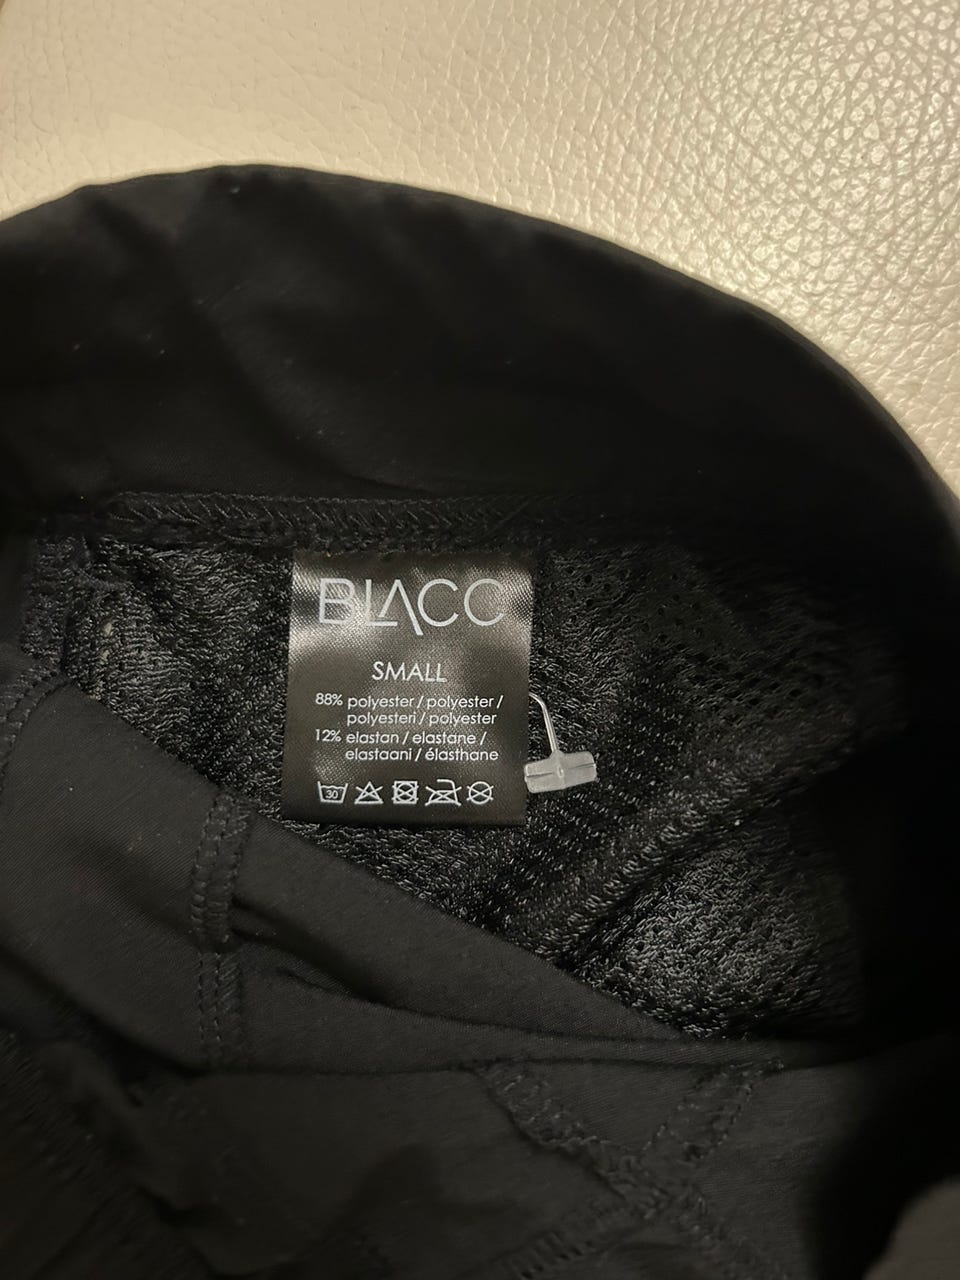 BLACC
SMALL
88% polyester / polyester /
polyesteri / polyester
12% elastan / elastane /
elastaani / élasthane
30